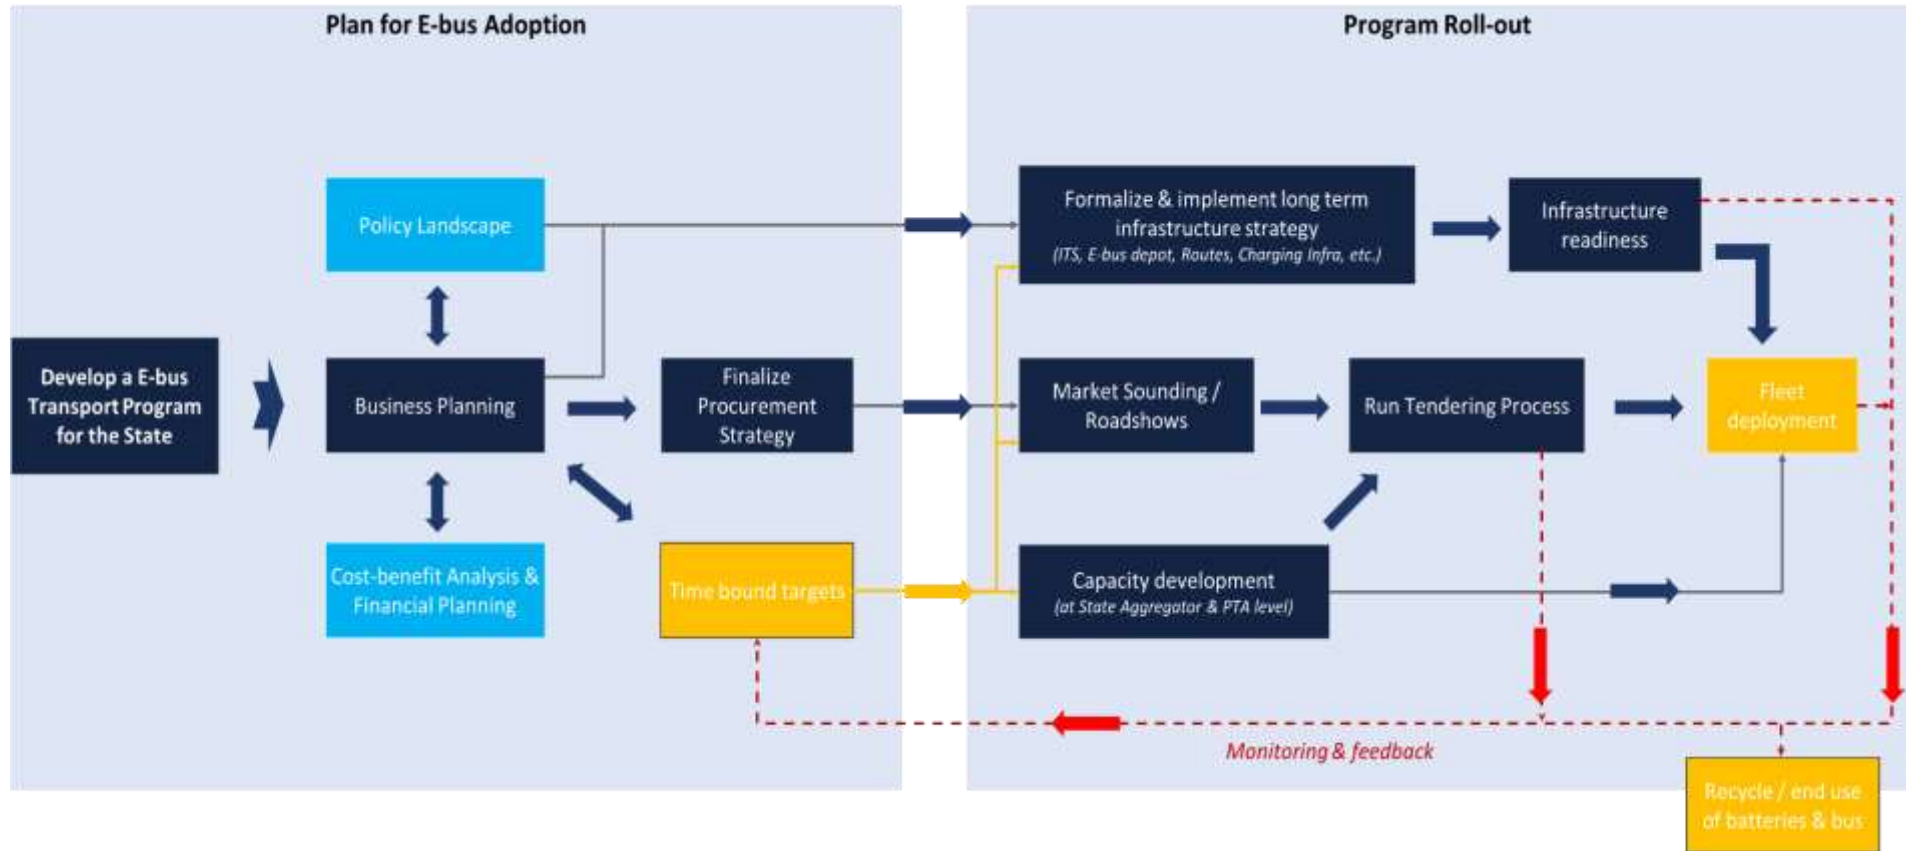 Plan for E-bus Adoption
Program Roll-out
Develop a E-bus
Transport Program
for the State
Policy Landscape
Business Planning
Cost-benefit Analysis &
Financial Planning
Finalize
Procurement
Strategy
Time bound targets
Formalize & implement long term
infrastructure strategy
(ITS, E-bus depot, Routes, Charging Infra, etc.)
Infrastructure
readiness
Market Sounding /
Roadshows
Run Tendering Process
Fleet
deployment
Capacity development
(at State Aggregator & PTA level)
Monitoring & feedback
Recycle / end use
of batteries & bus